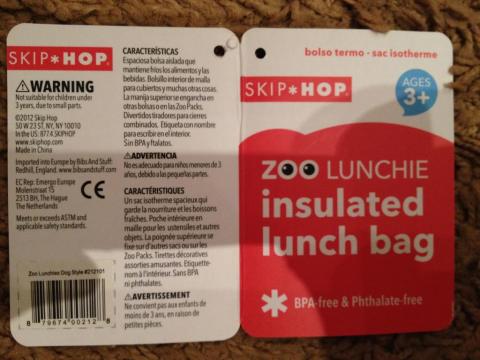 SKIP*HOP.
⚠WARNING
Not suitable for children under
3 years, due to small parts.
©2012 Skip Hop
50 W 23 ST, NY, NY 10010
In the US: 877.4.SKIPHOP
www.skiphop.com
Made in China
Imported into Europe by Bibs And Stuff
Redhill, England. www.bibsandstuff.com
EC Rep: Emergo Europe
Molenstraat 15
2513 BH, The Hague
The Netherlands
CE
Meets or exceeds ASTM and
applicable safety standards.
Zoo Lunchies Dog Style #212101
8 79674 00212 8
CARACTERÍSTICAS
Espaciosa bolsa aislada que
mantiene fríos los alimentos y las
bebidas. Bolsillo interior de malla
para cubiertos y muchas otras cosas.
La manija superior se engancha en
otras bolsas o en las Zoo Packs.
Divertidos tiradores para cierres
combinados. Etiqueta con nombre
para escribir en el interior.
Sin BPA y ftalatos.
⚠ADVERTENCIA
No es adecuado para niños menores de 3
años, debido a las pequeñas partes.
CARACTÉRISTIQUES
Un sac isotherme spacieux qui
garde la nourriture et les boissons
fraîches. Poche intérieure en
maille pour les ustensiles et autres
objets. La poignée supérieure se
fixe sur d'autres sacs ou sur les
Zoo Packs. Tirettes décoratives
assorties amusantes. Etiquette-
nom à l'intérieur. Sans BPA
ni phthalates.
⚠AVERTISSEMENT
Ne convient pas aux enfants de
moins de 3 ans, en raison de
petites pièces.
bolso termo - sac isotherme
SKIP*HOP.
AGES
3+
ZOO LUNCHIE
insulated
lunch bag
* BPA-free & Phthalate-free